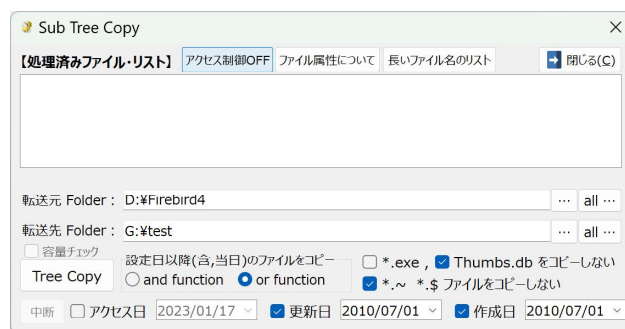 Sub Tree Copy
【処理済みファイル・リスト】 アクセス制御OFF ファイル属性について 長いファイル名のリスト 閉じる(C)
転送元 Folder : D:¥Firebird4 … all …
転送先 Folder : G:¥test … all …
容量チェック
設定日以降(含,当日)のファイルをコピー
*.exe , Thumbs.db をコピーしない
Tree Copy and function or function *.~ *.$ ファイルをコピーしない
中断 アクセス日 2023/01/17 更新日 2010/07/01 作成日 2010/07/01